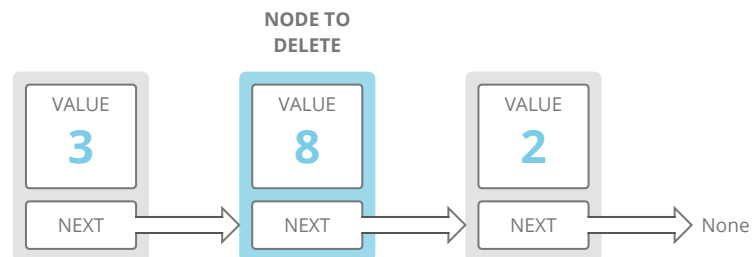 NODE TO
DELETE
VALUE
3
NEXT
VALUE
8
NEXT
VALUE
2
NEXT
None